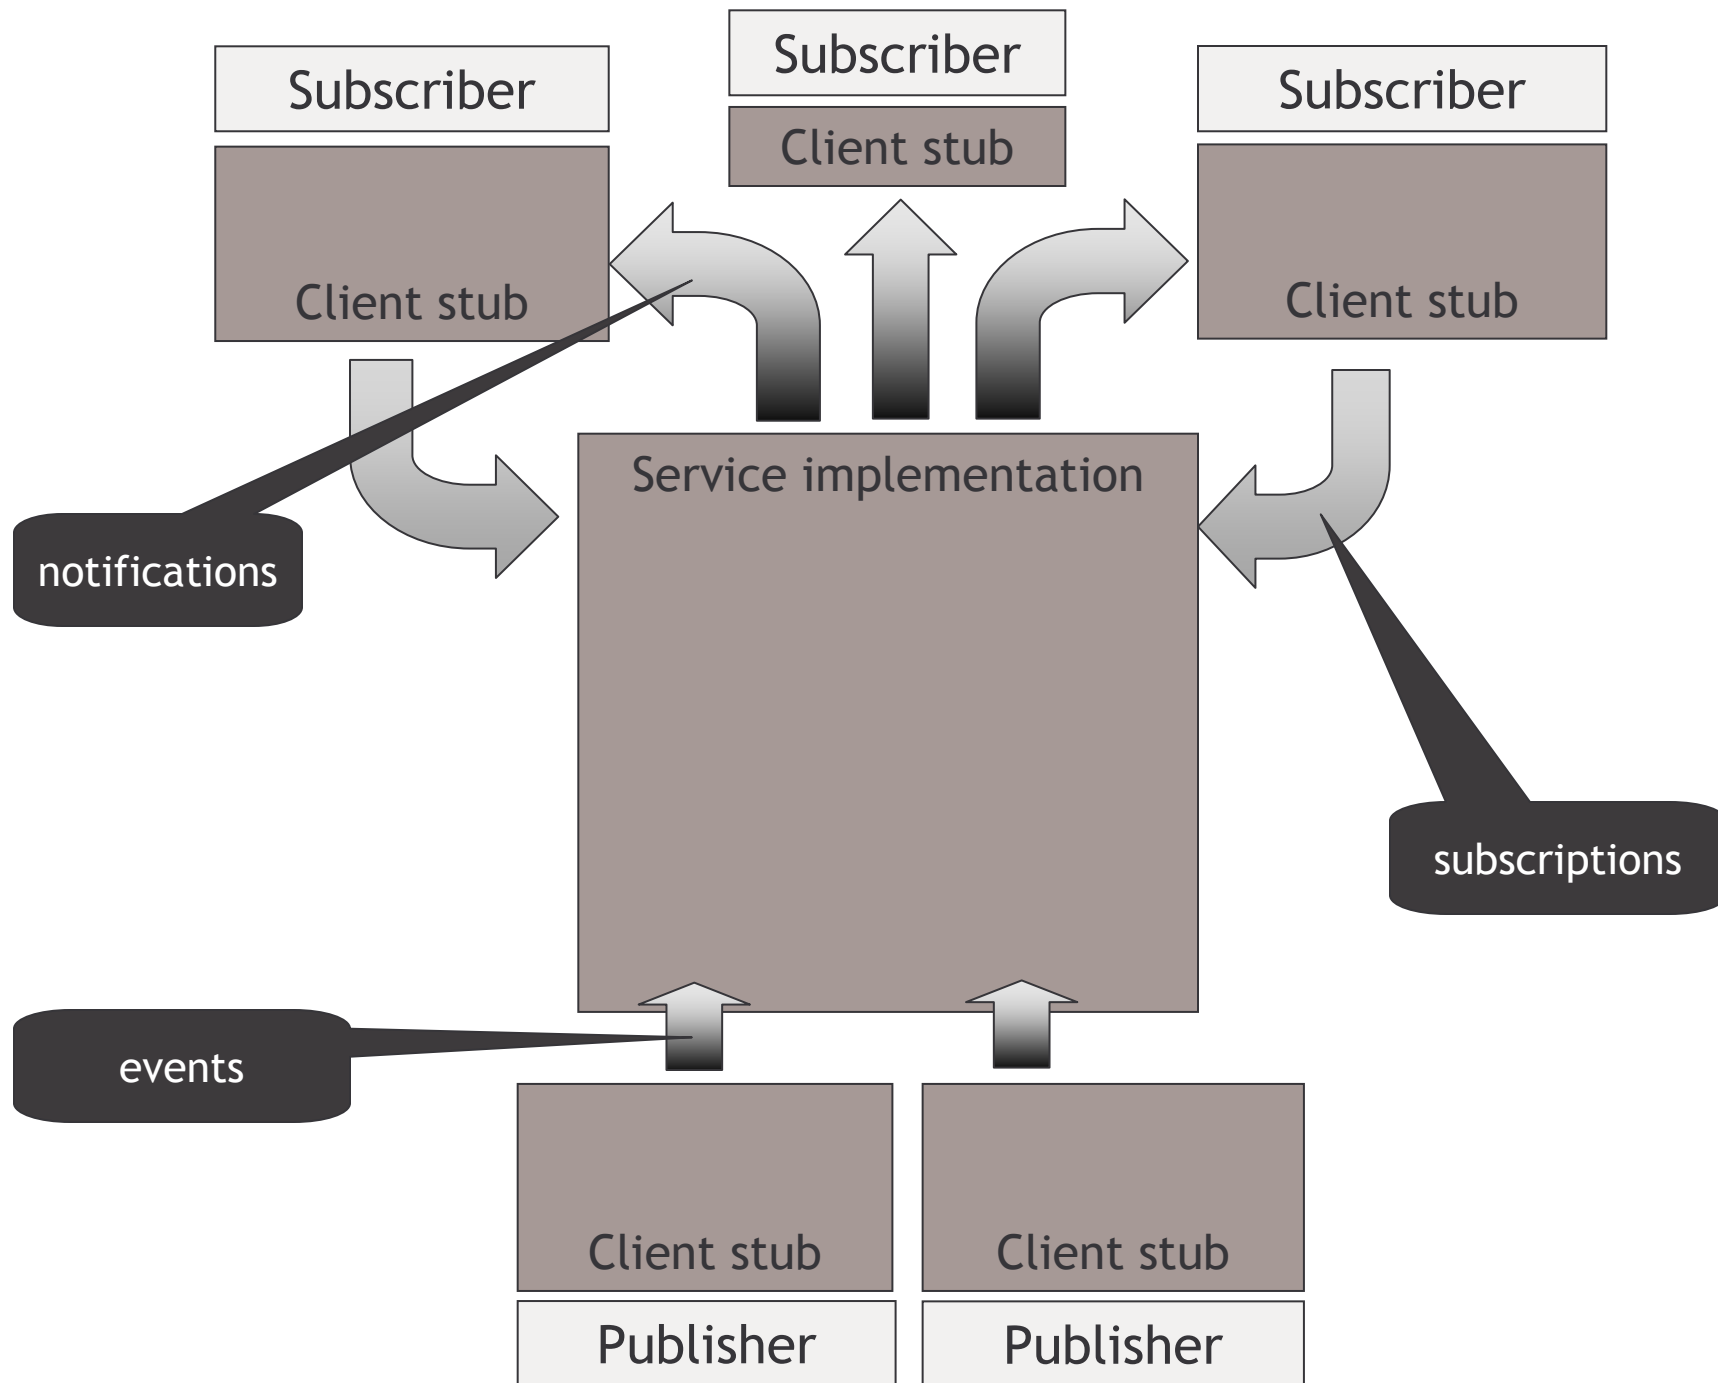 Subscriber
Subscriber
Subscriber
Client stub
Client stub
Client stub
Service implementation
notifications
subscriptions
events
Client stub
Client stub
Publisher
Publisher